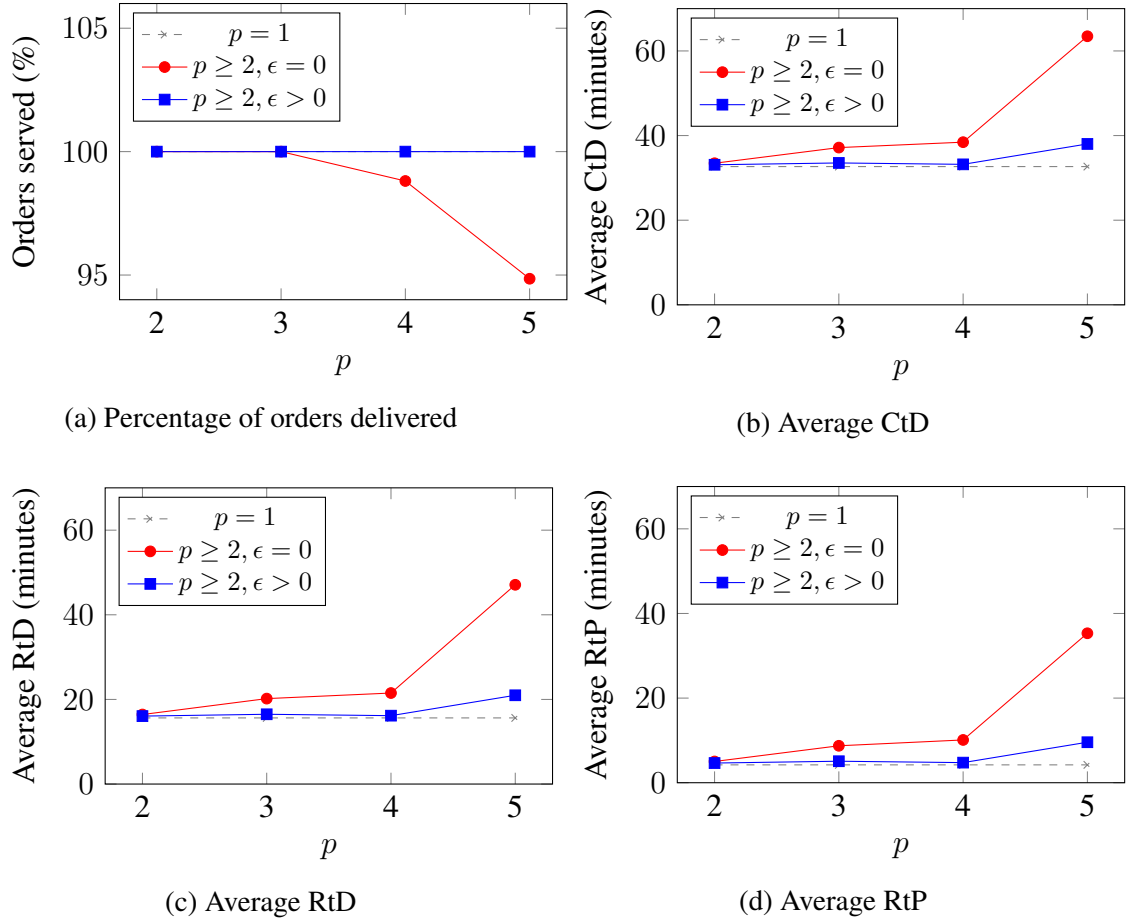 105
100
95
Orders served (%)
p = 1
p ≥ 2, ϵ = 0
p ≥ 2, ϵ > 0
2 3 4 5
p
(a) Percentage of orders delivered
60
40
20
0
Average CtD (minutes)
p = 1
p ≥ 2, ϵ = 0
p ≥ 2, ϵ > 0
2 3 4 5
p
(b) Average CtD
60
40
20
0
Average RtD (minutes)
p = 1
p ≥ 2, ϵ = 0
p ≥ 2, ϵ > 0
2 3 4 5
p
(c) Average RtD
60
40
20
0
Average RtP (minutes)
p = 1
p ≥ 2, ϵ = 0
p ≥ 2, ϵ > 0
2 3 4 5
p
(d) Average RtP